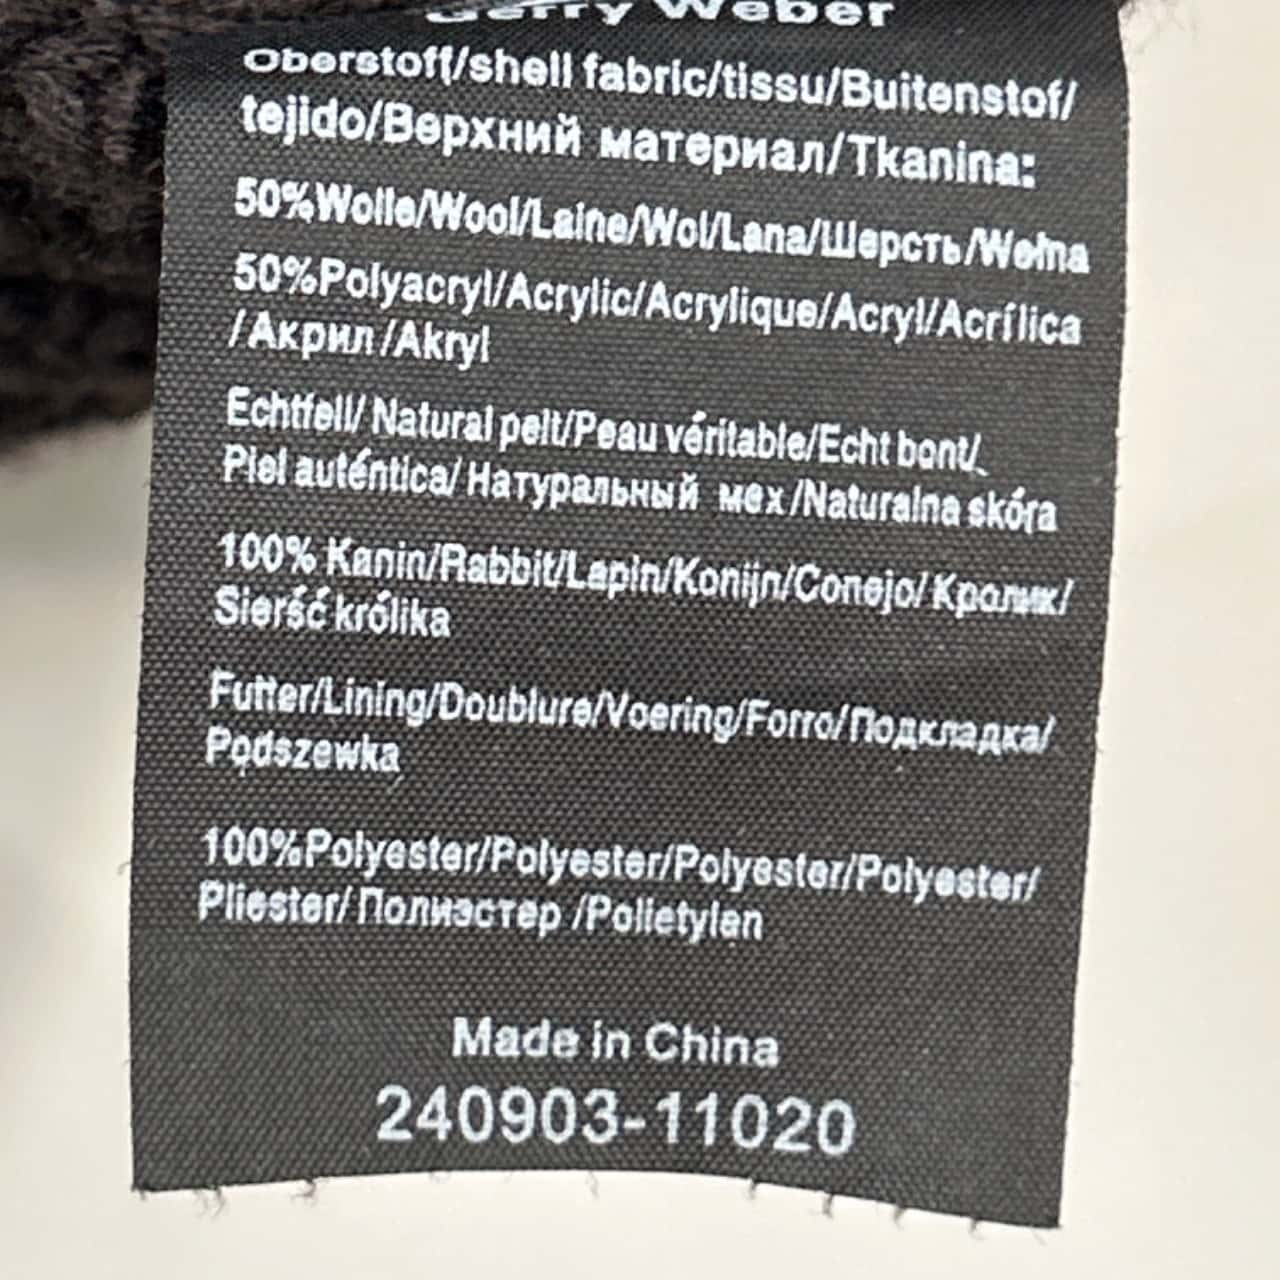 Gerry Weber
Oberstoff/shell fabric/tissu/Buitenstof/
tejido/Верхний материал/Tkanina:
50%Wolle/Wool/Laine/Wol/Lana/Шерсть/Wełna
50%Polyacryl/Acrylic/Acrylique/Acryl/Acrílica
/Акрил/Akryl
Echtfell/ Natural pelt/Peau véritable/Echt bont/
Piel auténtica/ Натуральный мех/Naturalna skóra
100% Kanin/Rabbit/Lapin/Konijn/Conejo/ Кролик/
Sierść królika
Futter/Lining/Doublure/Voering/Forro/Подкладка/
Podszewka
100%Polyester/Polyester/Polyester/Polyester/
Pliester/ Полиэстер /Polietylen
Made in China
240903-11020